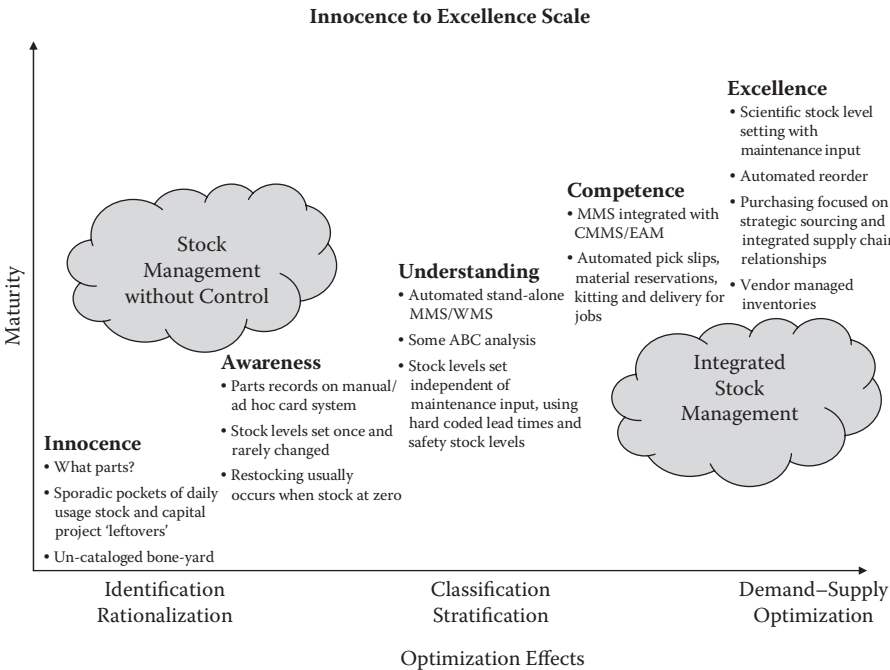 Innocence to Excellence Scale
Maturity
Stock
Management
without Control
Innocence
• What parts?
• Sporadic pockets of daily
usage stock and capital
project ‘leftovers’
• Un-cataloged bone-yard
Awareness
• Parts records on manual/
ad hoc card system
• Stock levels set once and
rarely changed
• Restocking usually
occurs when stock at zero
Understanding
• Automated stand-alone
MMS/WMS
• Some ABC analysis
• Stock levels set
independent of
maintenance input, using
hard coded lead times and
safety stock levels
Competence
• MMS integrated with
CMMS/EAM
• Automated pick slips,
material reservations,
kitting and delivery for
jobs
Excellence
• Scientific stock level
setting with
maintenance input
• Automated reorder
• Purchasing focused on
strategic sourcing and
integrated supply chain
relationships
• Vendor managed
inventories
Integrated
Stock
Management
Identification
Rationalization
Classification
Stratification
Demand–Supply
Optimization
Optimization Effects